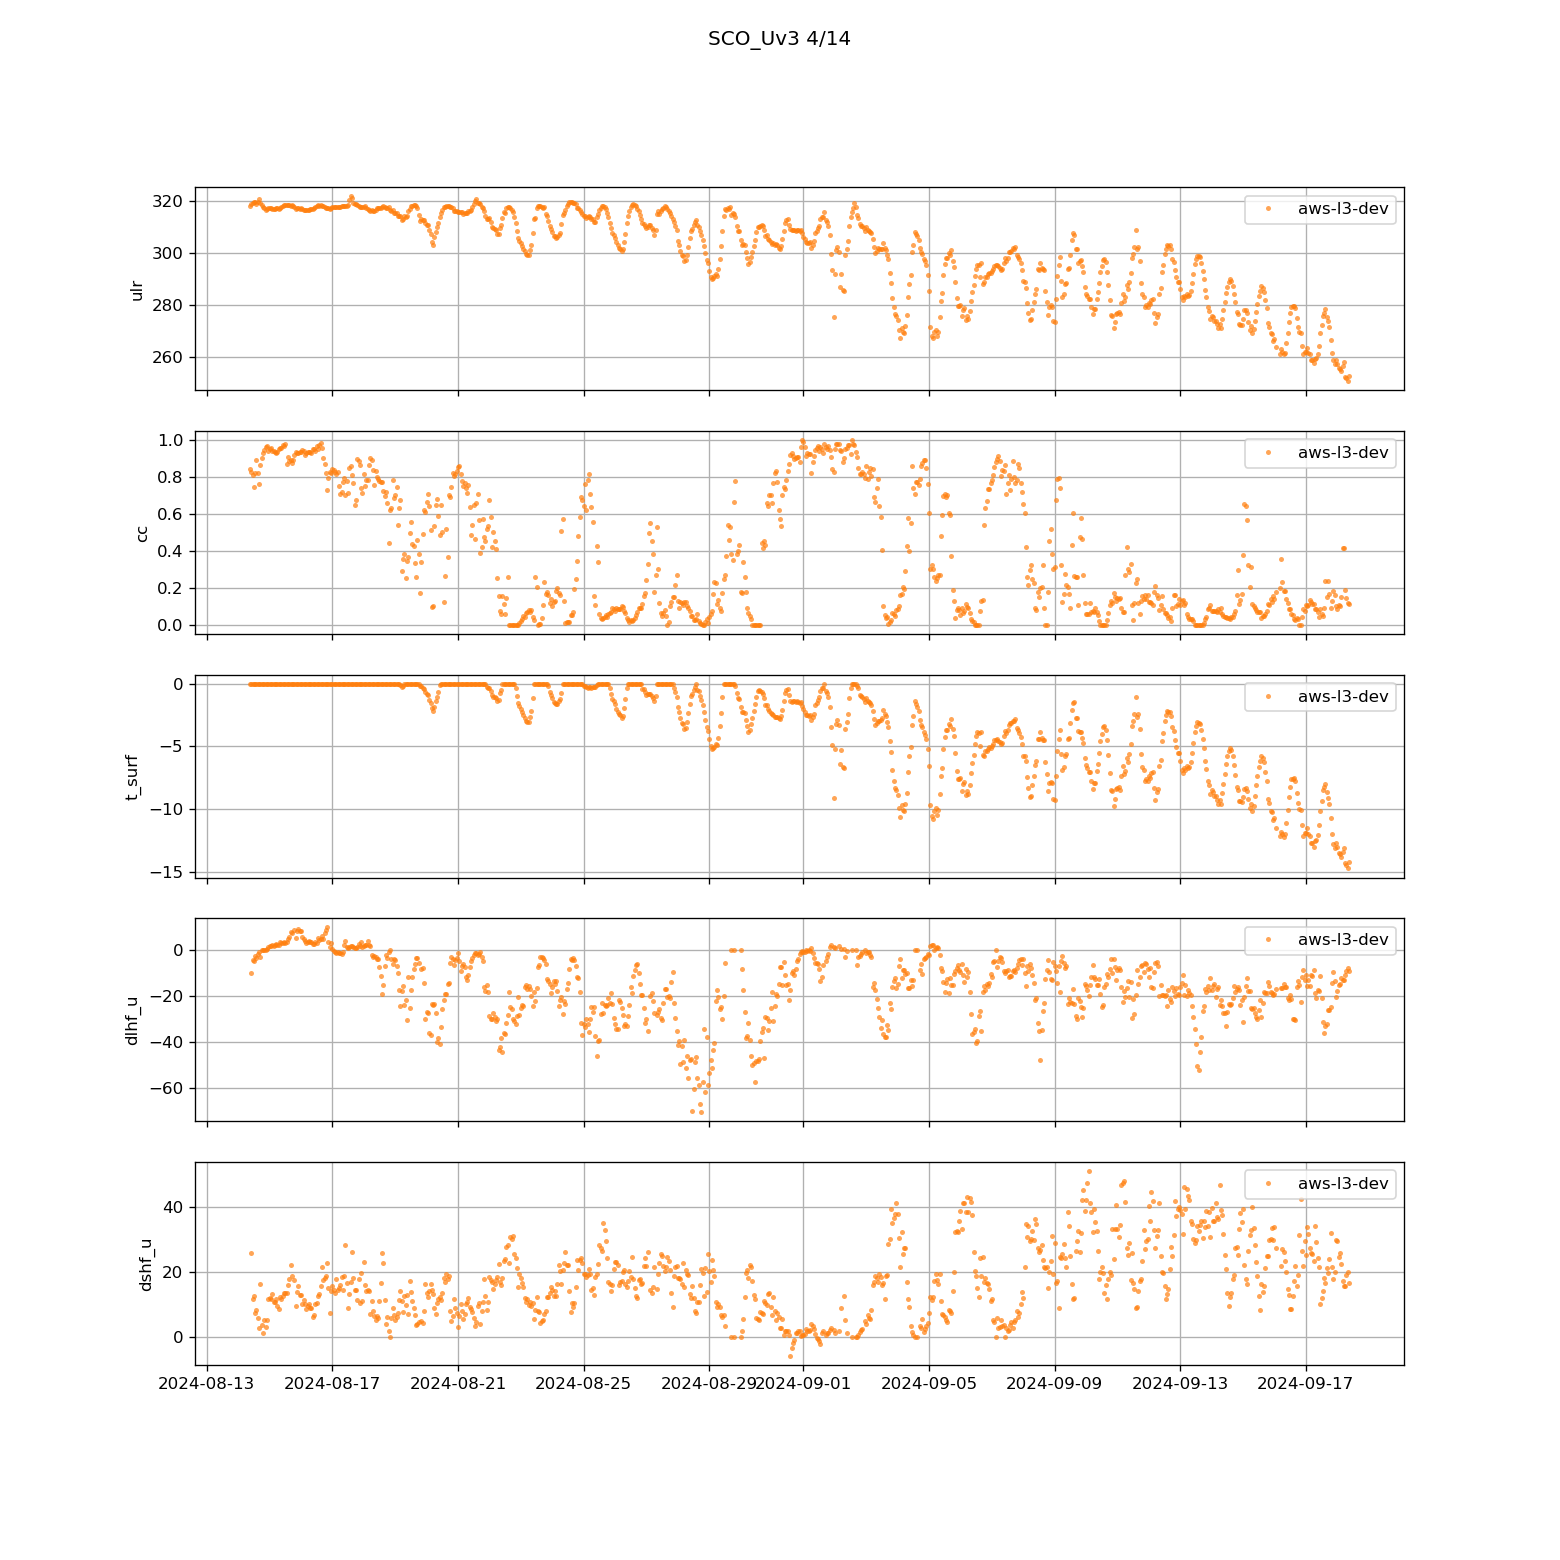 SCO_Uv3 4/14
320
300
280
260
ulr
aws-l3-dev
1.0
0.8
0.6
0.4
0.2
0.0
cc
aws-l3-dev
0
−5
−10
−15
t_surf
aws-l3-dev
0
−20
−40
−60
dlhf_u
aws-l3-dev
40
20
0
dshf_u
aws-l3-dev
2024-08-13 2024-08-17 2024-08-21 2024-08-25 2024-08-29 2024-09-01 2024-09-05 2024-09-09 2024-09-13 2024-09-17